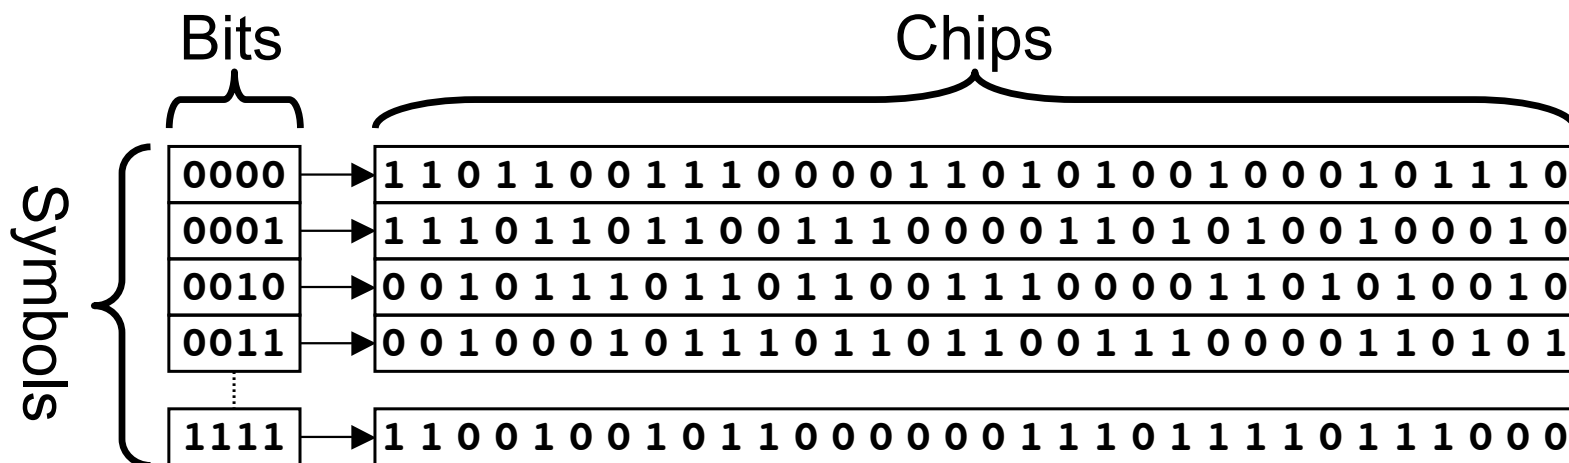 Bits
Chips
Symbols
0000 1 1 0 1 1 0 0 1 1 1 0 0 0 0 1 1 0 1 0 1 0 0 1 0 0 0 1 0 1 1 1 0
0001 1 1 1 0 1 1 0 1 1 0 0 1 1 1 0 0 0 0 1 1 0 1 0 1 0 0 1 0 0 0 1 0
0010 0 0 1 0 1 1 1 0 1 1 0 1 1 0 0 1 1 1 0 0 0 0 1 1 0 1 0 1 0 0 1 0
0011 0 0 1 0 0 0 1 0 1 1 1 0 1 1 0 1 1 0 0 1 1 1 0 0 0 0 1 1 0 1 0 1
1111 1 1 0 0 1 0 0 1 0 1 1 0 0 0 0 0 0 1 1 1 0 1 1 1 1 0 1 1 1 0 0 0